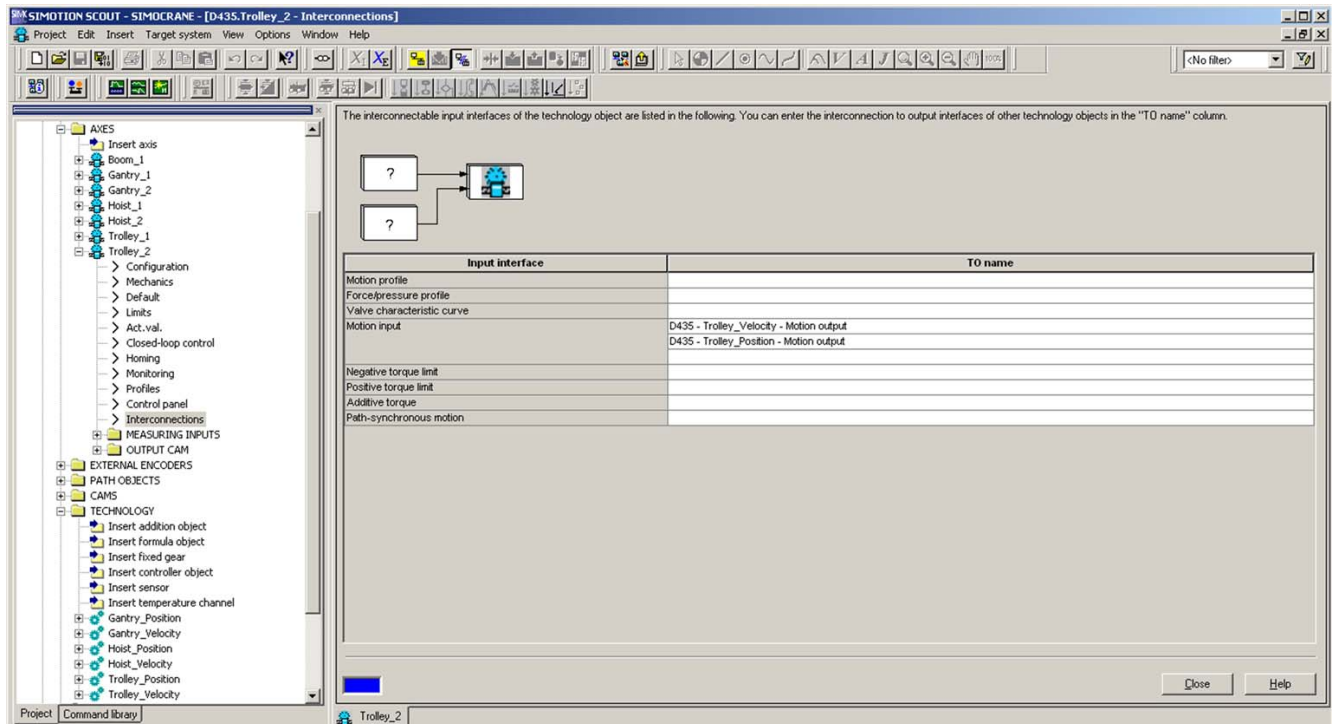 SIMOTION SCOUT - SIMOCRANE - [D435.Trolley_2 - Interconnections]
Project Edit Insert Target system View Options Window Help
<No filter>
AXES
Insert axis
Boom_1
Gantry_1
Gantry_2
Hoist_1
Hoist_2
Trolley_1
Trolley_2
Configuration
Mechanics
Default
Limits
Act.val.
Closed-loop control
Homing
Monitoring
Profiles
Control panel
Interconnections
MEASURING INPUTS
OUTPUT CAM
EXTERNAL ENCODERS
PATH OBJECTS
CAMS
TECHNOLOGY
Insert addition object
Insert formula object
Insert fixed gear
Insert controller object
Insert sensor
Insert temperature channel
Gantry_Position
Gantry_Velocity
Hoist_Position
Hoist_Velocity
Trolley_Position
Trolley_Velocity
Project Command library
The interconnectable input interfaces of the technology object are listed in the following. You can enter the interconnection to output interfaces of other technology objects in the "TO name" column.
?
?
Input interface TO name
Motion profile
Force/pressure profile
Valve characteristic curve
Motion input D435 - Trolley_Velocity - Motion output
D435 - Trolley_Position - Motion output
Negative torque limit
Positive torque limit
Additive torque
Path-synchronous motion
Close Help
Trolley_2